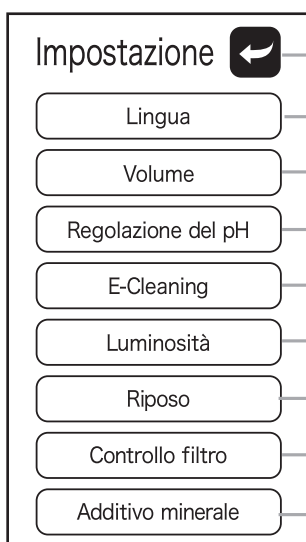 Impostazione
Lingua
Volume
Regolazione del pH
E-Cleaning
Luminosità
Riposo
Controllo filtro
Additivo minerale